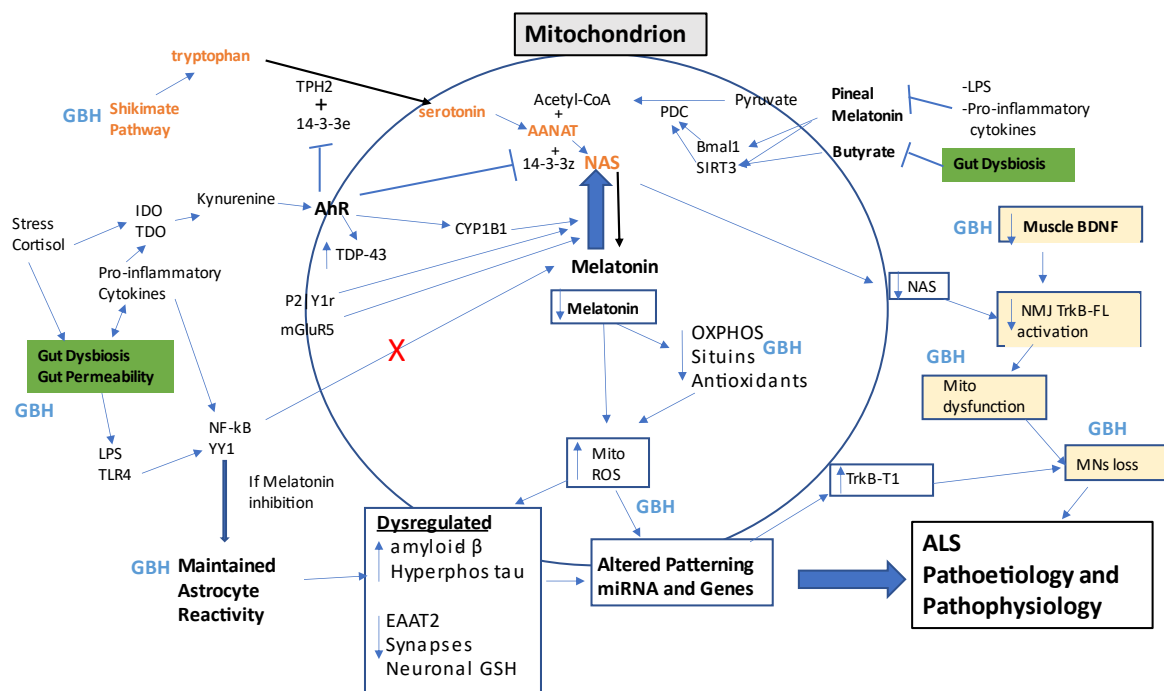 Mitochondrion
tryptophan
GBH
Shikimate
Pathway
TPH2
+
14-3-3e
serotonin
Acetyl-CoA
+
AANAT
+
14-3-3z
NAS
PDC
Pyruvate
Bmal1
SIRT3
Pineal
Melatonin
Butyrate
-LPS
-Pro-inflammatory
cytokines
Gut Dysbiosis
Stress
Cortisol
IDO
TDO
Kynurenine
AhR
TDP-43
CYP1B1
Pro-inflammatory
Cytokines
P2Y1r
mGluR5
Melatonin
Melatonin
X
OXPHOS
Situins
Antioxidants
GBH
GBH
Muscle BDNF
NAS
NMJ TrkB-FL
activation
GBH
Mito
dysfunction
GBH
MNs loss
TrkB-T1
Gut Dysbiosis
Gut Permeability
GBH
LPS
TLR4
NF-kB
YY1
If Melatonin
inhibition
Mito
ROS
GBH
GBH
Maintained
Astrocyte
Reactivity
Dysregulated
amyloid β
Hyperphos tau
EAAT2
Synapses
Neuronal GSH
Altered Patterning
miRNA and Genes
ALS
Pathoetiology and
Pathophysiology